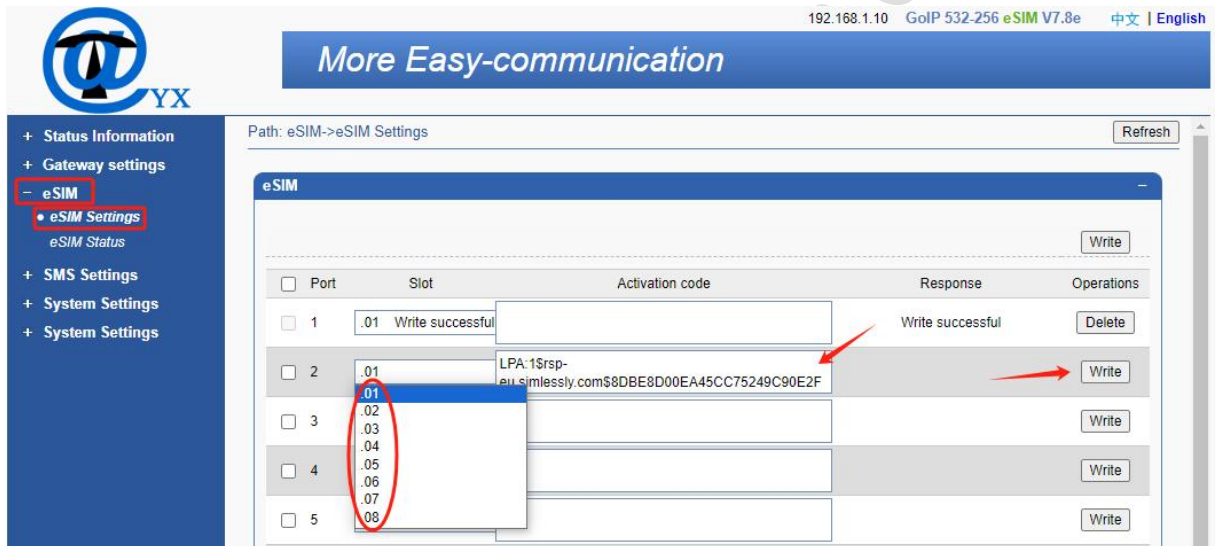 192.168.1.10 GoIP 532-256 eSIM V7.8e 中文 | English
@ YX
More Easy-communication
+ Status Information
+ Gateway settings
− eSIM
● eSIM Settings
eSIM Status
+ SMS Settings
+ System Settings
+ System Settings
Path: eSIM->eSIM Settings Refresh
eSIM −
Write
Port Slot Activation code Response Operations
1 .01 Write successful Write successful Delete
2 .01 LPA:1$rsp-
eu.simlessly.com$8DBE8D00EA45CC75249C90E2F Write
.01
.02
.03
.04
.05
.06
.07
.08
3 Write
4 Write
5 Write